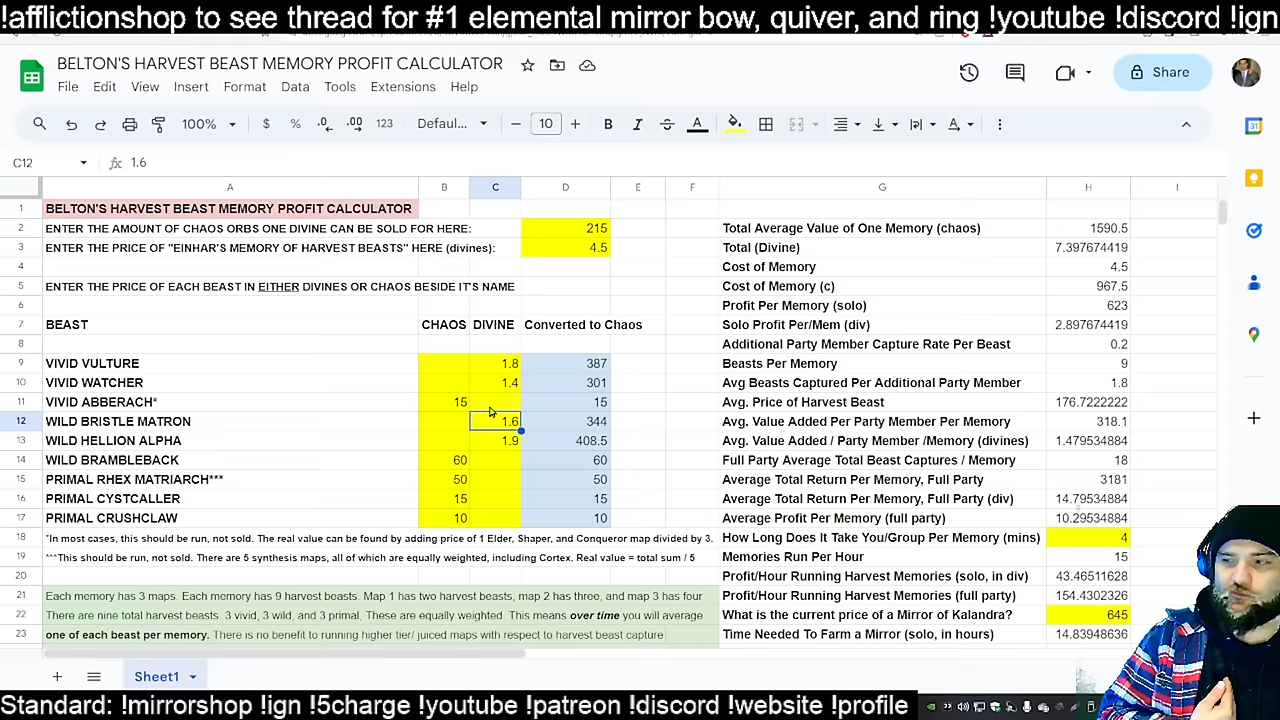 !afflictionshop to see thread for #1 elemental mirror bow, quiver, and ring !youtube !discord !ign
BELTON'S HARVEST BEAST MEMORY PROFIT CALCULATOR
Share
File Edit View Insert Format Data Tools Extensions Help
100% $ % .0 .00 123 Defaul... 10 B I A
C12 fx 1.6
A B C D E F G H I
1 BELTON'S HARVEST BEAST MEMORY PROFIT CALCULATOR
2 ENTER THE AMOUNT OF CHAOS ORBS ONE DIVINE CAN BE SOLD FOR HERE: 215 Total Average Value of One Memory (chaos) 1590.5
3 ENTER THE PRICE OF "EINHAR'S MEMORY OF HARVEST BEASTS" HERE (divines): 4.5 Total (Divine) 7.397674419
4 Cost of Memory 4.5
5 ENTER THE PRICE OF EACH BEAST IN EITHER DIVINES OR CHAOS BESIDE IT'S NAME Cost of Memory (c) 967.5
6 Profit Per Memory (solo) 623
7 BEAST CHAOS DIVINE Converted to Chaos Solo Profit Per/Mem (div) 2.897674419
8 Additional Party Member Capture Rate Per Beast 0.2
9 VIVID VULTURE 1.8 387 Beasts Per Memory 9
10 VIVID WATCHER 1.4 301 Avg Beasts Captured Per Additional Party Member 1.8
11 VIVID ABBERACH* 15 15 Avg. Price of Harvest Beast 176.7222222
12 WILD BRISTLE MATRON 1.6 344 Avg. Value Added Per Party Member Per Memory 318.1
13 WILD HELLION ALPHA 1.9 408.5 Avg. Value Added / Party Member /Memory (divines) 1.479534884
14 WILD BRAMBLEBACK 60 60 Full Party Average Total Beast Captures / Memory 18
15 PRIMAL RHEX MATRIARCH*** 50 50 Average Total Return Per Memory, Full Party 3181
16 PRIMAL CYSTCALLER 15 15 Average Total Return Per Memory, Full Party (div) 14.79534884
17 PRIMAL CRUSHCLAW 10 10 Average Profit Per Memory (full party) 10.29534884
18 *In most cases, this should be run, not sold. The real value can be found by adding price of 1 Elder, Shaper, and Conqueror map divided by 3. How Long Does It Take You/Group Per Memory (mins) 4
19 ***This should be run, not sold. There are 5 synthesis maps, all of which are equally weighted, including Cortex. Real value = total sum / 5 Memories Run Per Hour 15
20 Profit/Hour Running Harvest Memories (solo, in div) 43.46511628
21 Each memory has 3 maps. Each memory has 9 harvest beasts. Map 1 has two harvest beasts, map 2 has three, and map 3 has four Profit/Hour Running Harvest Memories (full party) 154.4302326
22 There are nine total harvest beasts. 3 vivid, 3 wild, and 3 primal, These are equally weighted. This means over time you will average What is the current price of a Mirror of Kalandra? 645
23 one of each beast per memory. There is no benefit to running higher tier/ juiced maps with respect to harvest beast capture Time Needed To Farm a Mirror (solo, in hours) 14.83948636
Sheet1
Standard: !mirrorshop !ign !5charge !youtube !patreon !discord !website !profile